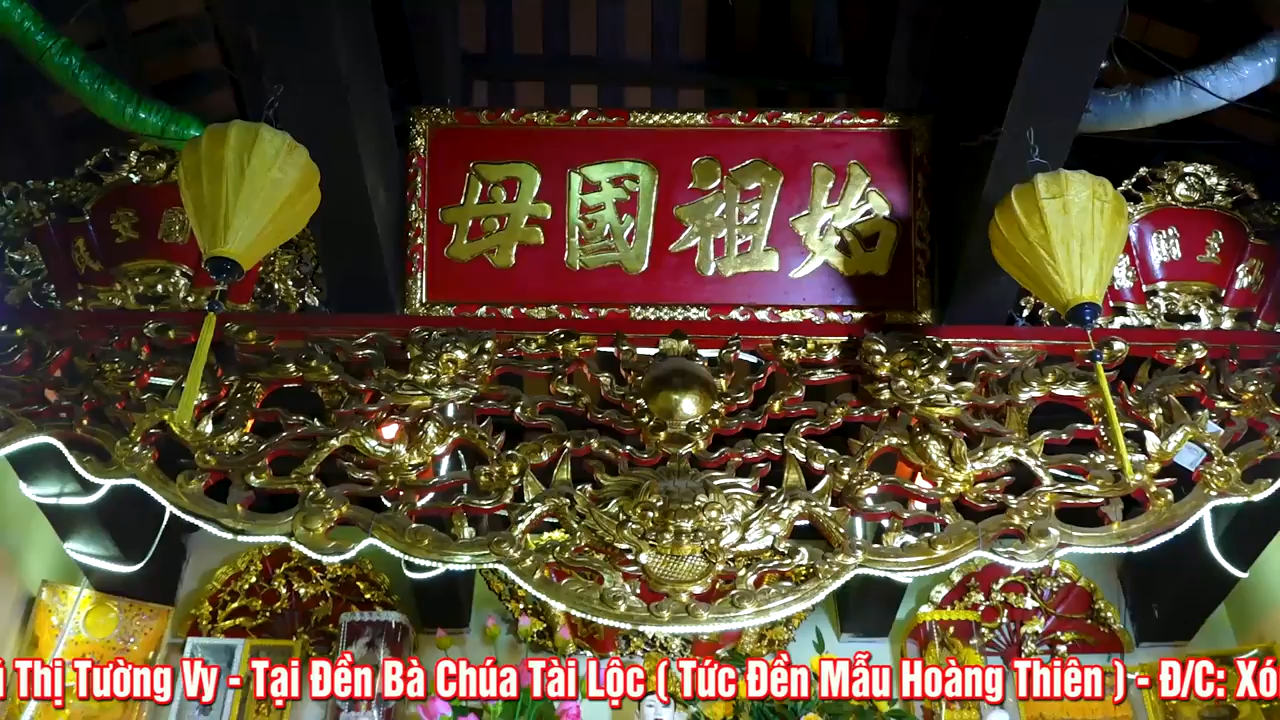 母國祖始
Thị Tường Vy - Tại Đền Bà Chúa Tài Lộc ( Tức Đền Mẫu Hoàng Thiên ) - Đ/C: